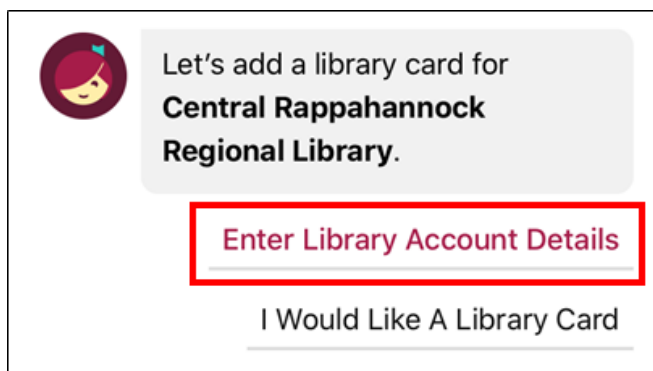 Let's add a library card for
Central Rappahannock
Regional Library.
Enter Library Account Details
I Would Like A Library Card